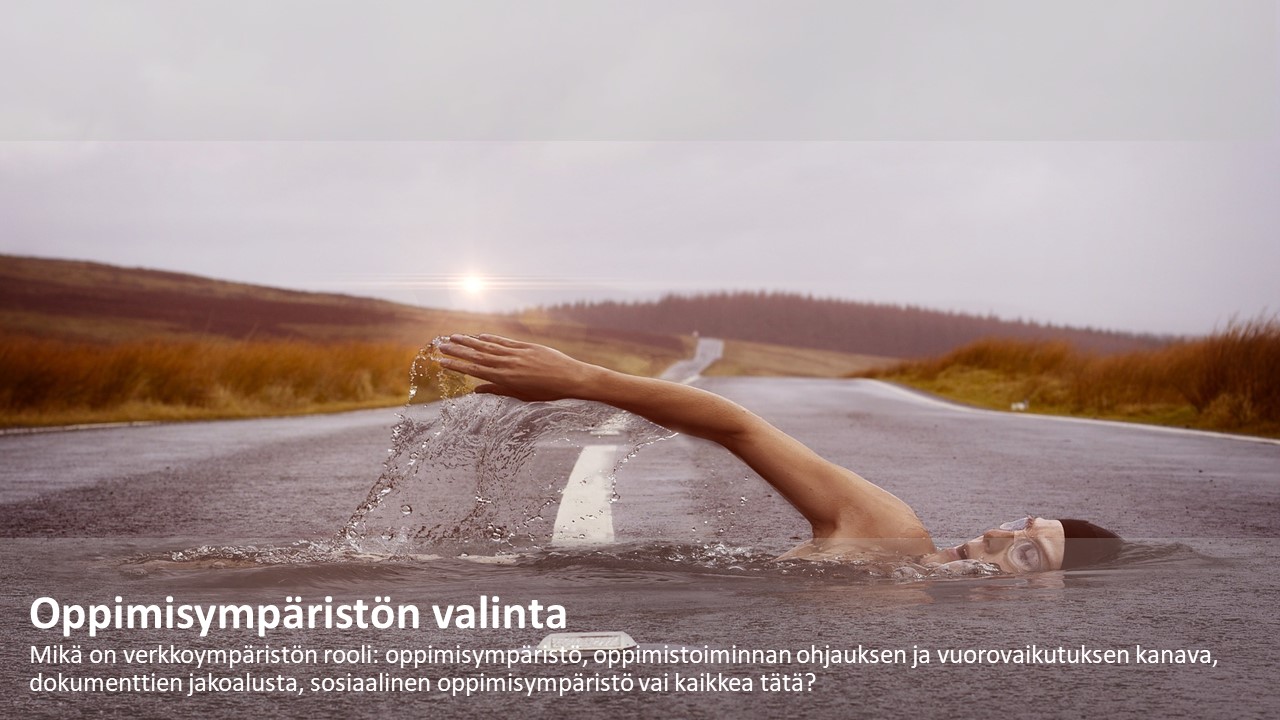 Oppimisympäristön valinta
Mikä on verkkoympäristön rooli: oppimisympäristö, oppimistoiminnan ohjauksen ja vuorovaikutuksen kanava,
dokumenttien jakoalusta, sosiaalinen oppimisympäristö vai kaikkea tätä?